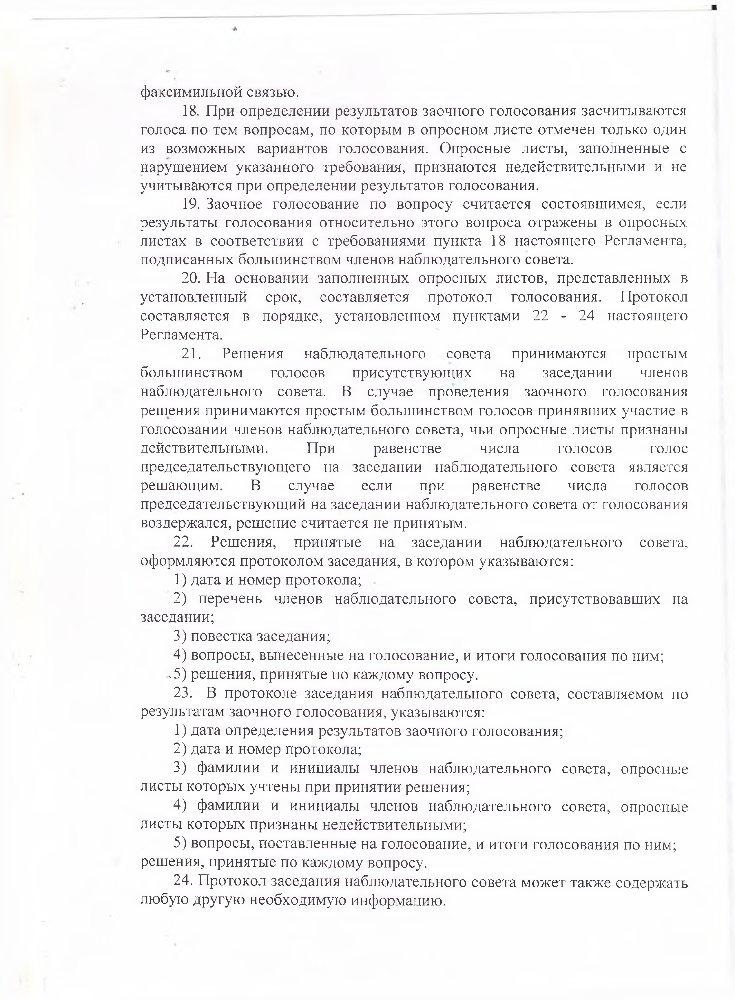 факсимильной связью.
18. При определении результатов заочного голосования засчитываются
голоса по тем вопросам, по которым в опросном листе отмечен только один
из возможных вариантов голосования. Опросные листы, заполненные с
нарушением указанного требования, признаются недействительными и не
учитываются при определении результатов голосования.
19. Заочное голосование по вопросу считается состоявшимся, если
результаты голосования относительно этого вопроса отражены в опросных
листах в соответствии с требованиями пункта 18 настоящего Регламента,
подписанных большинством членов наблюдательного совета.
20. На основании заполненных опросных листов, представленных в
установленный срок, составляется протокол голосования. Протокол
составляется в порядке, установленном пунктами 22 - 24 настоящего
Регламента.
21. Решения наблюдательного совета принимаются простым
большинством голосов присутствующих на заседании членов
наблюдательного совета. В случае проведения заочного голосования
решения принимаются простым большинством голосов принявших участие в
голосовании членов наблюдательного совета, чьи опросные листы признаны
действительными. При равенстве числа голосов голос
председательствующего на заседании наблюдательного совета является
решающим. В случае если при равенстве числа голосов
председательствующий на заседании наблюдательного совета от голосования
воздержался, решение считается не принятым.
22. Решения, принятые на заседании наблюдательного совета,
оформляются протоколом заседания, в котором указываются:
1) дата и номер протокола;
2) перечень членов наблюдательного совета, присутствовавших на
заседании;
3) повестка заседания;
4) вопросы, вынесенные на голосование, и итоги голосования по ним;
5) решения, принятые по каждому вопросу.
23. В протоколе заседания наблюдательного совета, составляемом по
результатам заочного голосования, указываются:
1) дата определения результатов заочного голосования;
2) дата и номер протокола;
3) фамилии и инициалы членов наблюдательного совета, опросные
листы которых учтены при принятии решения;
4) фамилии и инициалы членов наблюдательного совета, опросные
листы которых признаны недействительными;
5) вопросы, поставленные на голосование, и итоги голосования по ним;
решения, принятые по каждому вопросу.
24. Протокол заседания наблюдательного совета может также содержать
любую другую необходимую информацию.